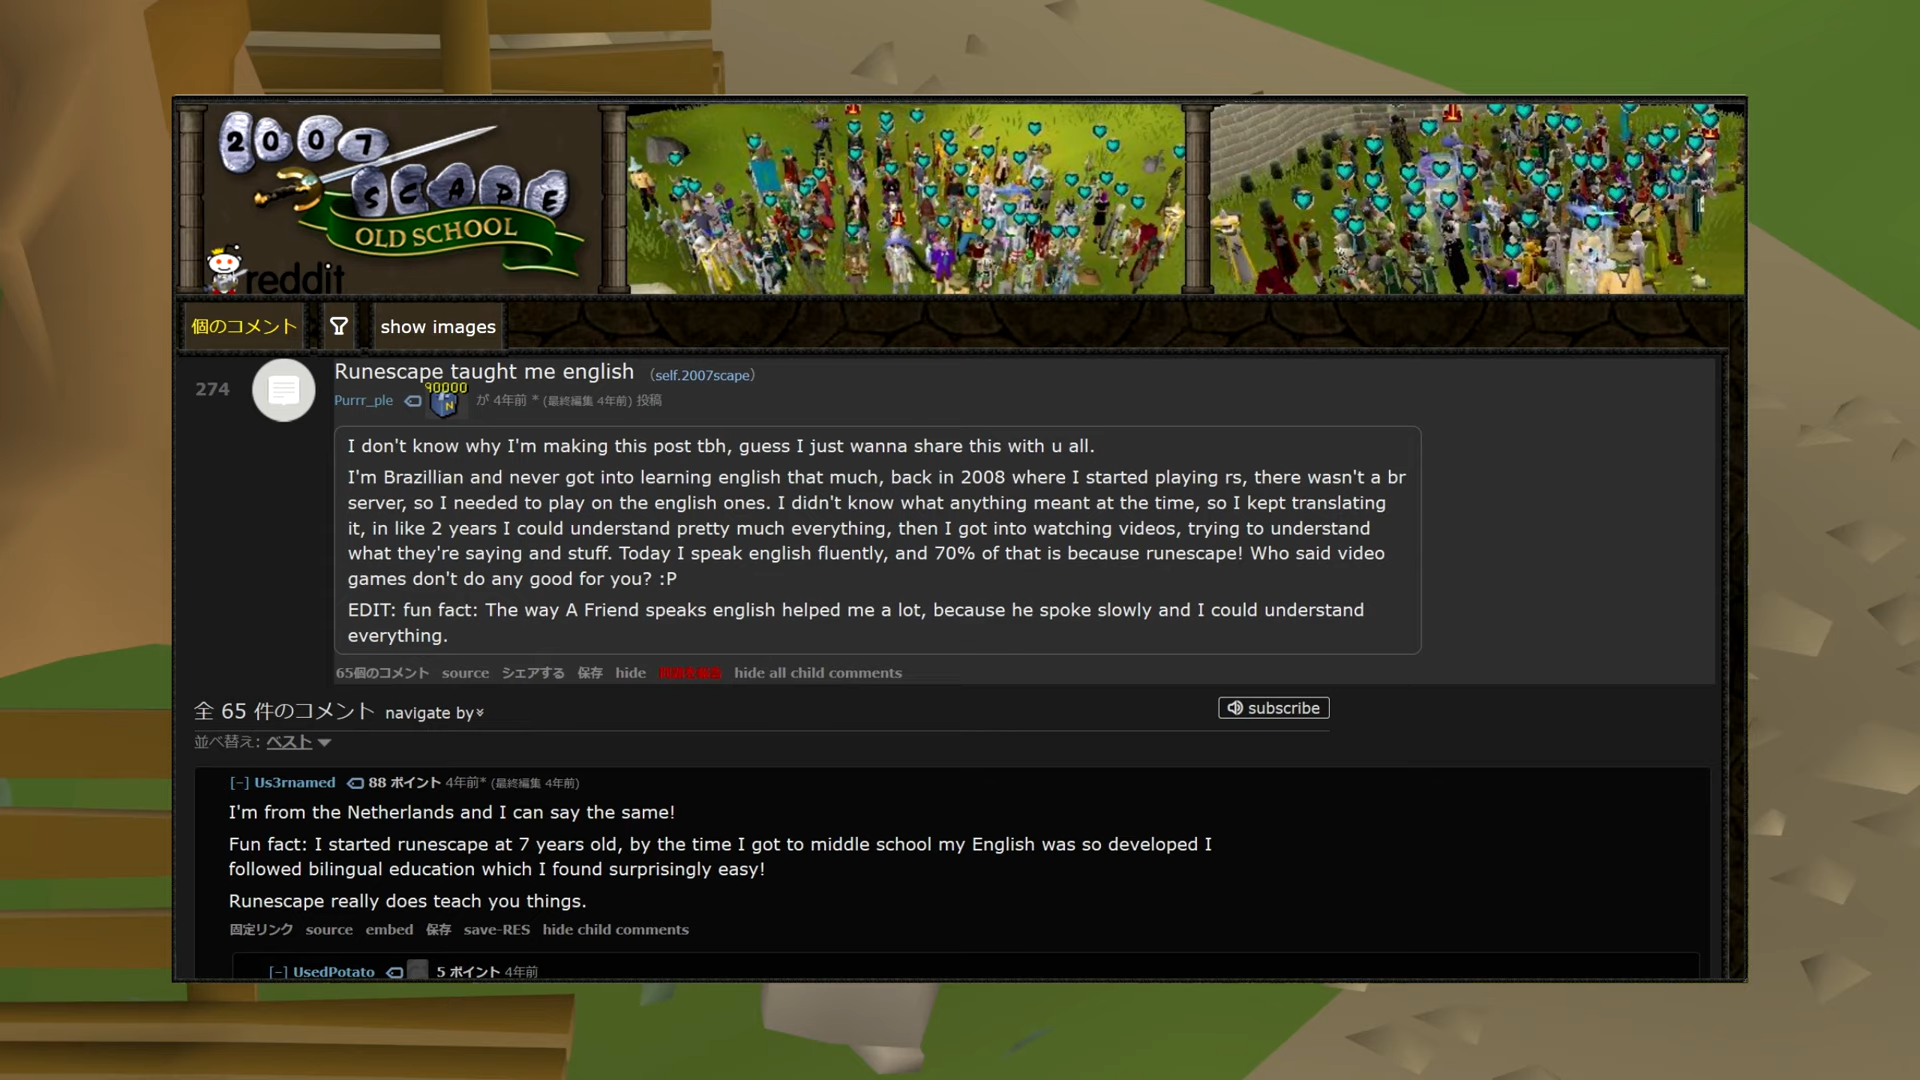 2007
SCAPE
OLD SCHOOL
reddit
個のコメント
show images
274
Runescape taught me english (self.2007scape)
90000
N
Purrr_ple が 4年前 * (最終編集 4年前) 投稿
I don't know why I'm making this post tbh, guess I just wanna share this with u all.
I'm Brazillian and never got into learning english that much, back in 2008 where I started playing rs, there wasn't a br
server, so I needed to play on the english ones. I didn't know what anything meant at the time, so I kept translating
it, in like 2 years I could understand pretty much everything, then I got into watching videos, trying to understand
what they're saying and stuff. Today I speak english fluently, and 70% of that is because runescape! Who said video
games don't do any good for you? :P
EDIT: fun fact: The way A Friend speaks english helped me a lot, because he spoke slowly and I could understand
everything.
65個のコメント source シェアする 保存 hide hide all child comments
全 65 件のコメント navigate by
subscribe
並べ替え: ベスト
[–] Us3rnamed 88 ポイント 4年前* (最終編集 4年前)
I'm from the Netherlands and I can say the same!
Fun fact: I started runescape at 7 years old, by the time I got to middle school my English was so developed I
followed bilingual education which I found surprisingly easy!
Runescape really does teach you things.
固定リンク source embed 保存 save-RES hide child comments
[–] UsedPotato 5 ポイント 4年前